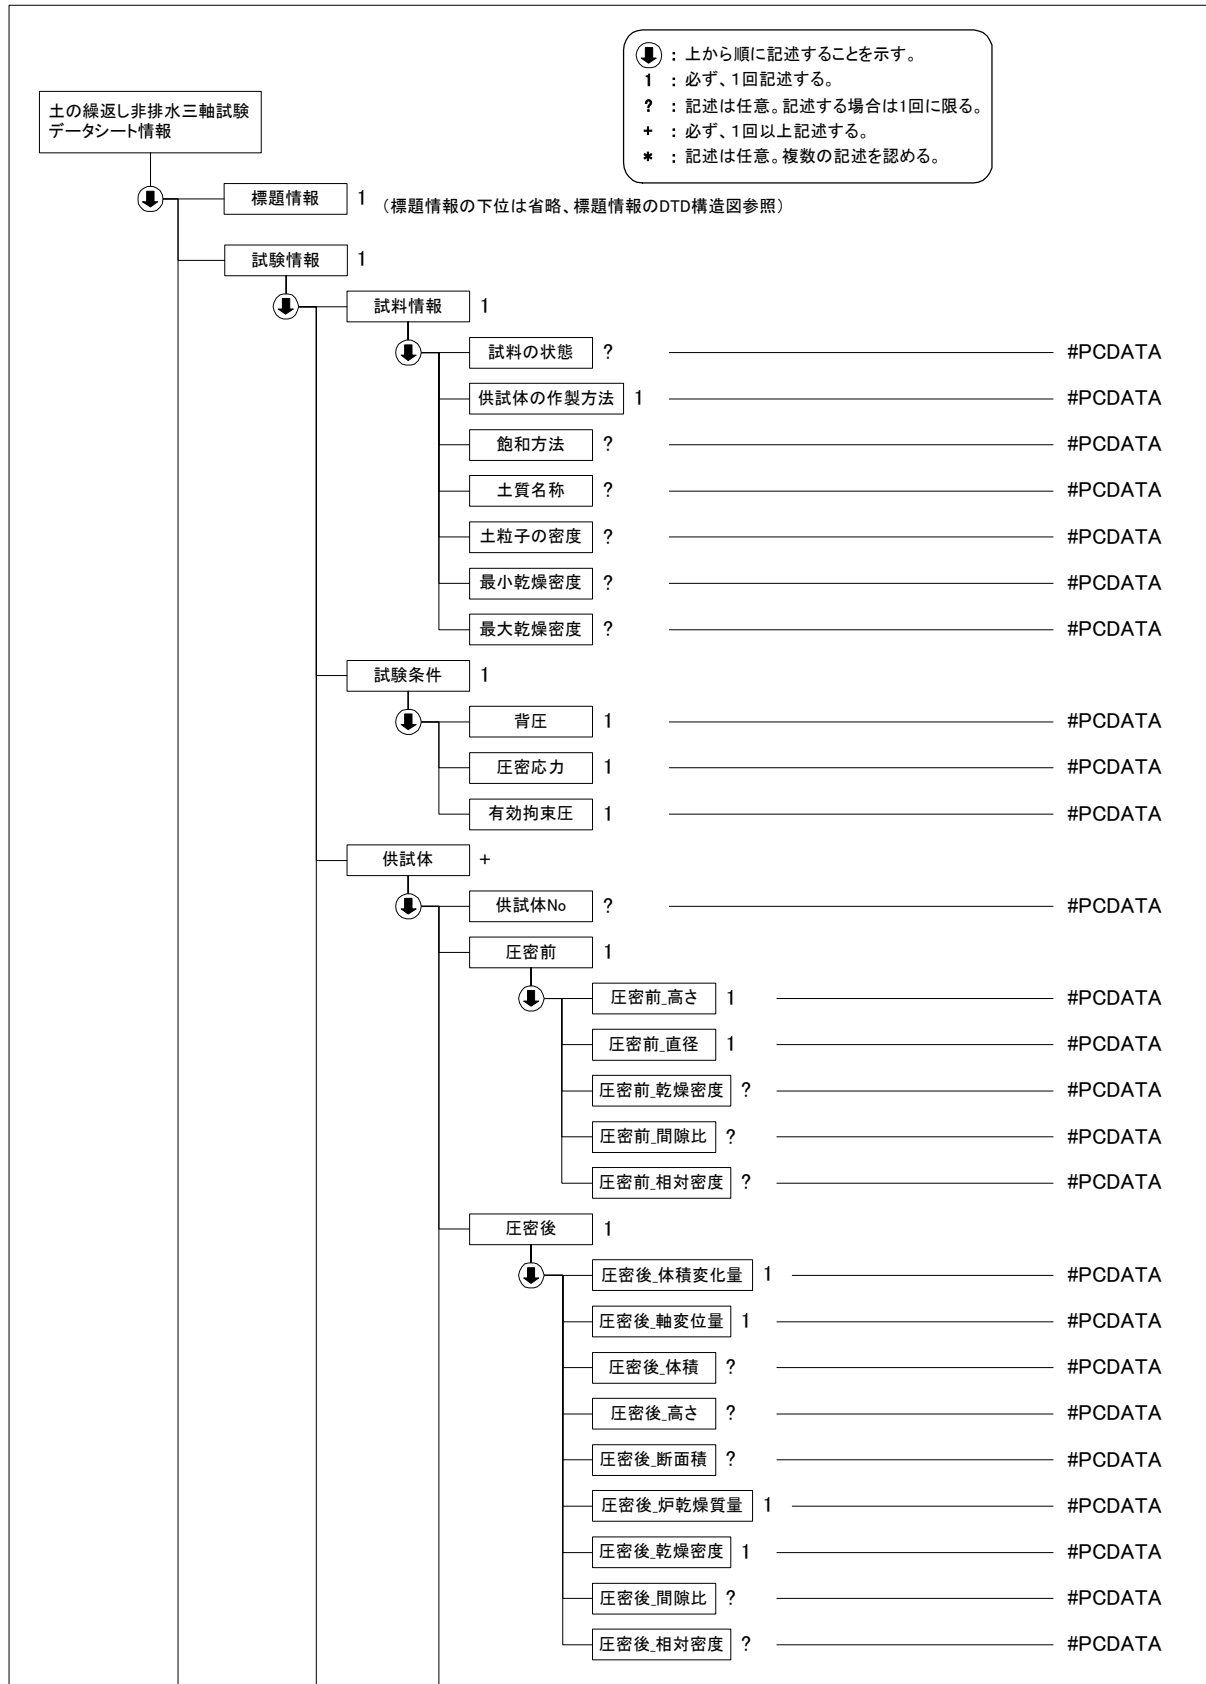 : 上から順に記述することを示す。
1 : 必ず、1回記述する。
? : 記述は任意。記述する場合は1回に限る。
+ : 必ず、1回以上記述する。
* : 記述は任意。複数の記述を認める。
土の繰返し非排水三軸試験
データシート情報
標題情報 1 (標題情報の下位は省略、標題情報のDTD構造図参照)
試験情報 1
試料情報 1
試料の状態 ? #PCDATA
供試体の作製方法 1 #PCDATA
飽和方法 ? #PCDATA
土質名称 ? #PCDATA
土粒子の密度 ? #PCDATA
最小乾燥密度 ? #PCDATA
最大乾燥密度 ? #PCDATA
試験条件 1
背圧 1 #PCDATA
圧密応力 1 #PCDATA
有効拘束圧 1 #PCDATA
供試体 +
供試体No ? #PCDATA
圧密前 1
圧密前_高さ 1 #PCDATA
圧密前_直径 1 #PCDATA
圧密前_乾燥密度 ? #PCDATA
圧密前_間隙比 ? #PCDATA
圧密前_相対密度 ? #PCDATA
圧密後 1
圧密後_体積変化量 1 #PCDATA
圧密後_軸変位量 1 #PCDATA
圧密後_体積 ? #PCDATA
圧密後_高さ ? #PCDATA
圧密後_断面積 ? #PCDATA
圧密後_炉乾燥質量 1 #PCDATA
圧密後_乾燥密度 1 #PCDATA
圧密後_間隙比 ? #PCDATA
圧密後_相対密度 ? #PCDATA